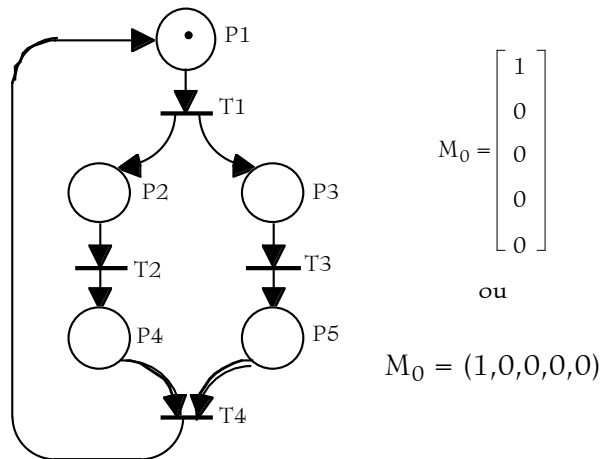 P1
T1
P2
P3
T2
T3
P4
P5
T4
M₀ =
1
0
0
0
0
ou
M₀ = (1,0,0,0,0)